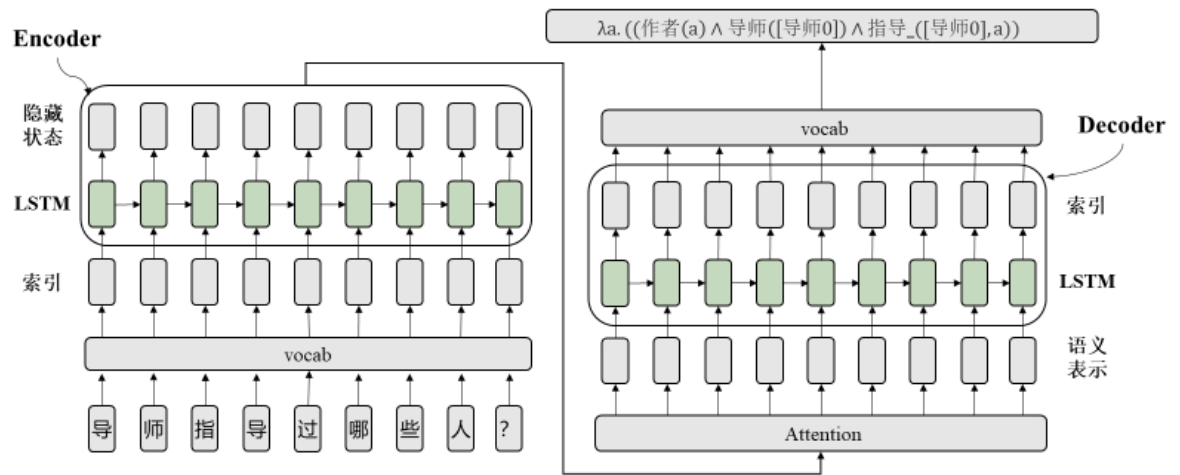 λa.((作者(a)∧导师([导师0])∧指导_([导师0],a))
Encoder
隐藏
状态
LSTM
索引
vocab
导 师 指 导 过 哪 些 人 ?
vocab
Decoder
索引
LSTM
语义
表示
Attention